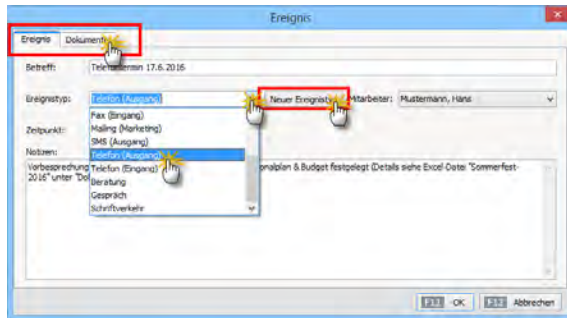 Ereignis
Ereignis Dokumente
Betreff: Telefontermin 17.6.2016
Ereignistyp: Telefon (Ausgang) Neuer Ereignistyp Mitarbeiter: Mustermann, Hans
Fax (Eingang)
Zeitpunkt: Mailing (Marketing)
SMS (Ausgang)
Notizen: Telefon (Ausgang)
Vorbesprechung Telefon (Eingang) onalplan & Budget festgelegt (Details siehe Excel-Datei "Sommerfest-
2016" unter "Do Beratung
Gespräch
Schriftverkehr
F12 OK Abbrechen